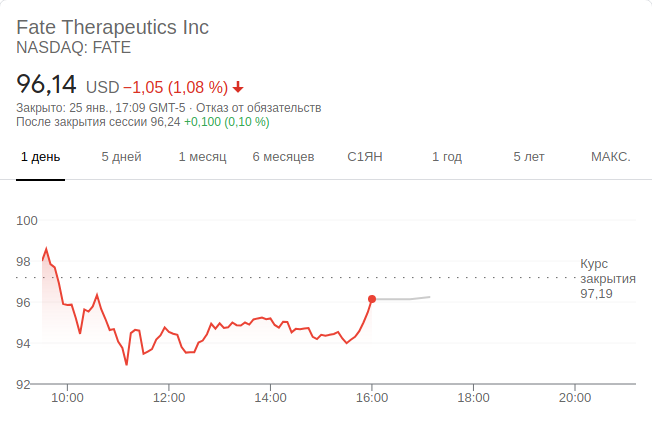 Fate Therapeutics Inc
NASDAQ: FATE
96,14 USD −1,05 (1,08 %)
Закрыто: 25 янв., 17:09 GMT-5 · Отказ от обязательств
После закрытия сессии 96,24 +0,100 (0,10 %)
1 день 5 дней 1 месяц 6 месяцев С1ЯН 1 год 5 лет МАКС.
100
98
96
94
92
Курс
закрытия
97,19
10:00 12:00 14:00 16:00 18:00 20:00